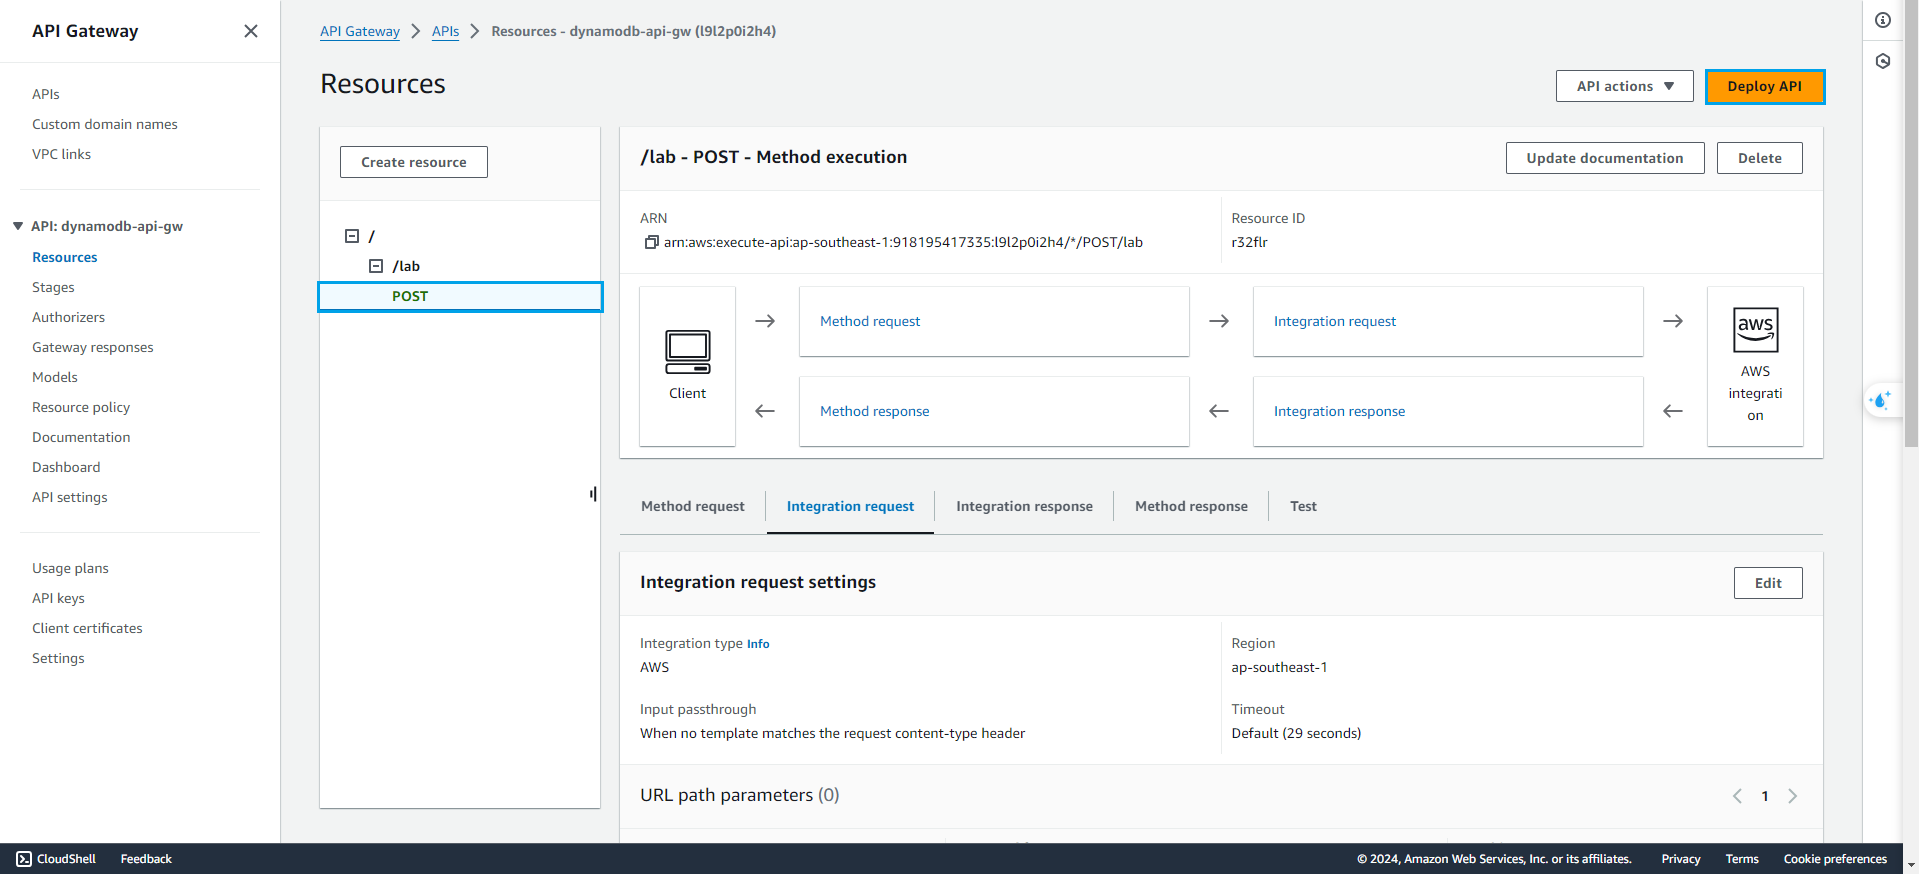 API Gateway
APIs
Custom domain names
VPC links
API: dynamodb-api-gw
Resources
Stages
Authorizers
Gateway responses
Models
Resource policy
Documentation
Dashboard
API settings
Usage plans
API keys
Client certificates
Settings
API Gateway > APIs > Resources - dynamodb-api-gw (l9l2p0i2h4)
Resources
API actions
Deploy API
Create resource
/
/lab
POST
/lab - POST - Method execution
Update documentation
Delete
ARN
arn:aws:execute-api:ap-southeast-1:918195417335:l9l2p0i2h4/*/POST/lab
Resource ID
r32flr
Client
Method request
Integration request
Method response
Integration response
aws
AWS
integrati
on
Method request
Integration request
Integration response
Method response
Test
Integration request settings
Edit
Integration type Info
AWS
Region
ap-southeast-1
Input passthrough
When no template matches the request content-type header
Timeout
Default (29 seconds)
URL path parameters (0)
1
CloudShell
Feedback
© 2024, Amazon Web Services, Inc. or its affiliates.
Privacy
Terms
Cookie preferences